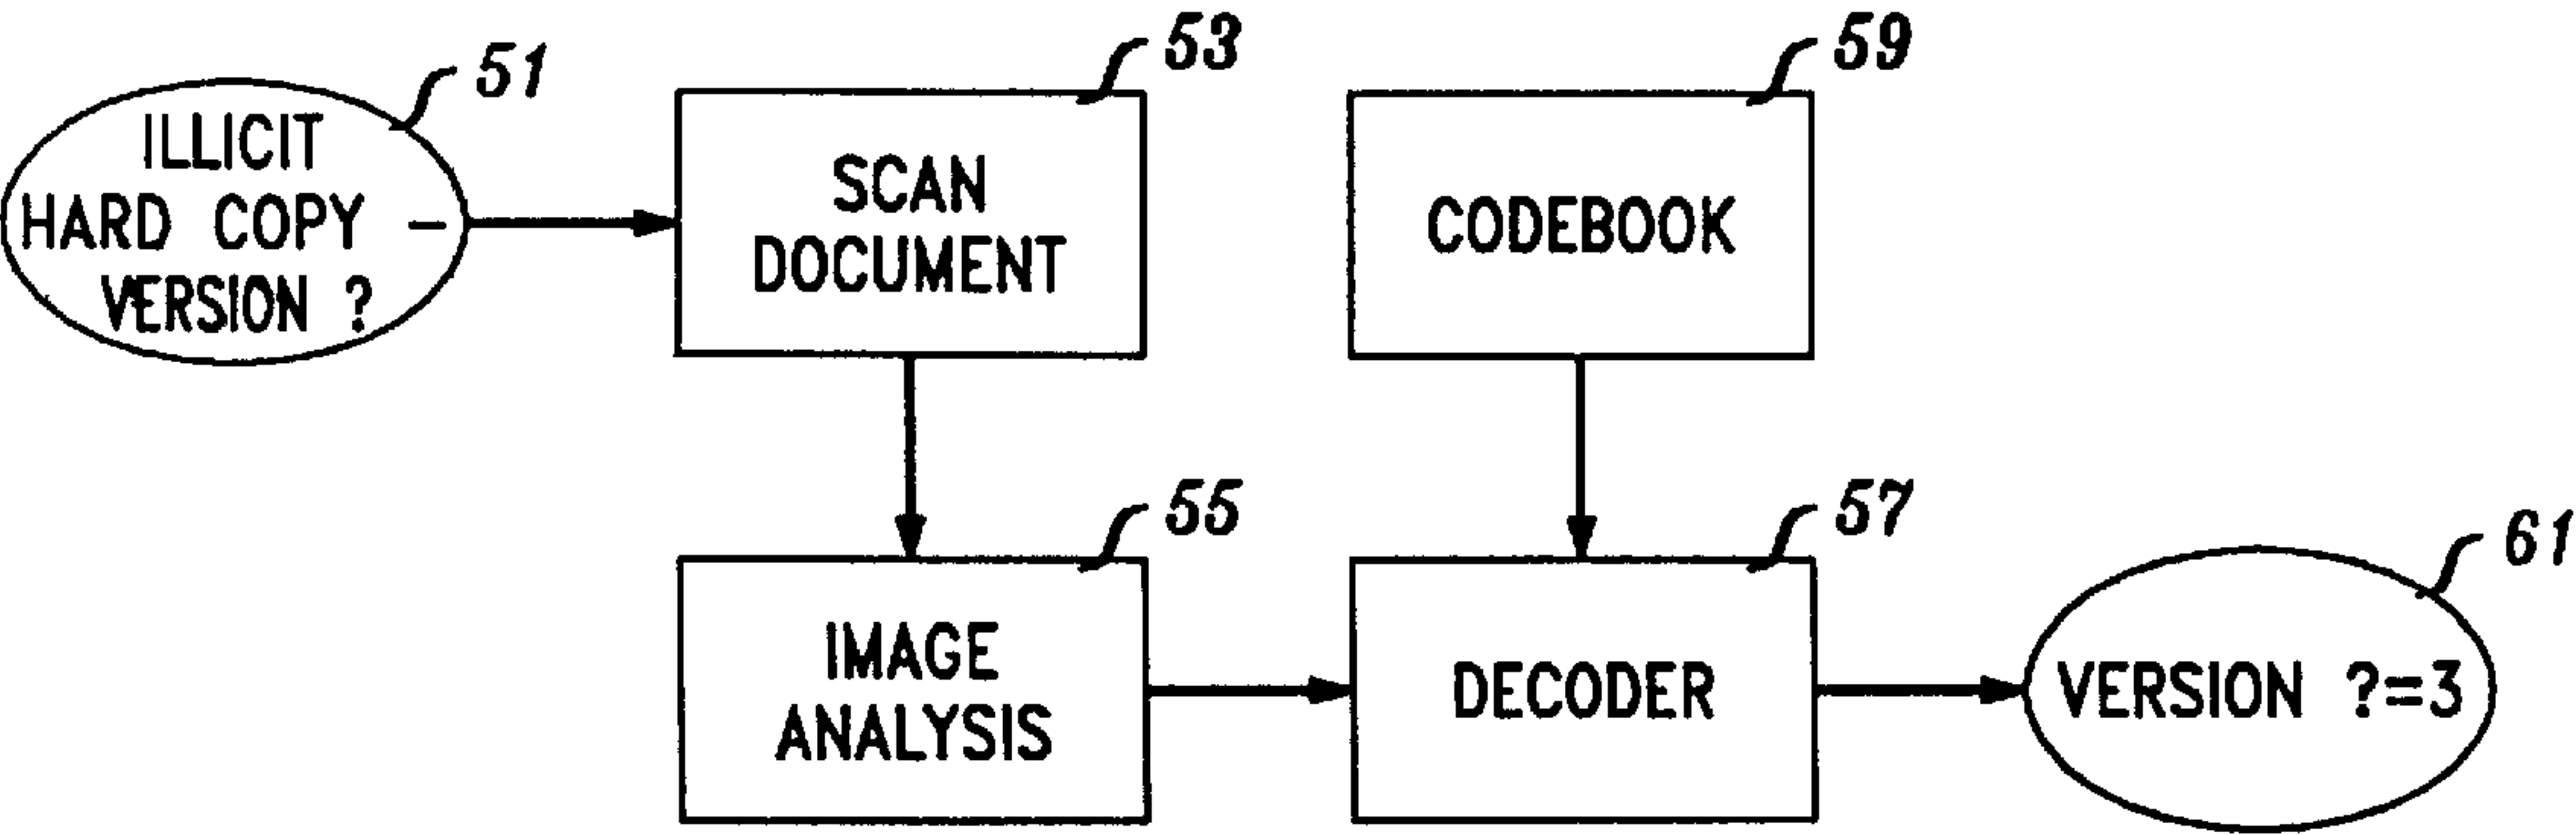 51
ILLICIT
HARD COPY –
VERSION ?
53
SCAN
DOCUMENT
59
CODEBOOK
55
IMAGE
ANALYSIS
57
DECODER
61
VERSION ?=3